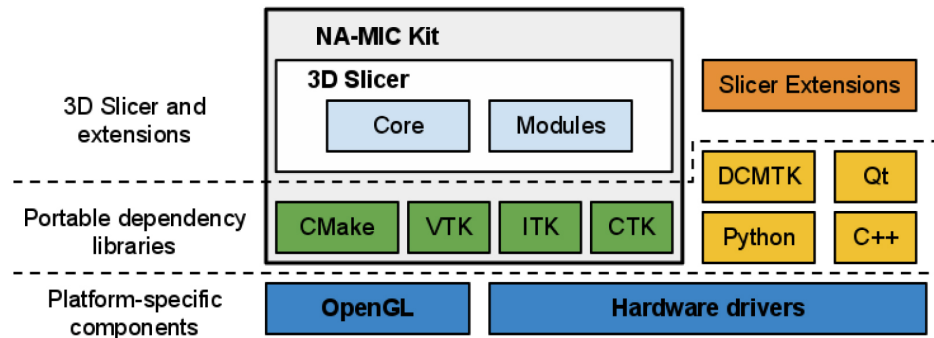 NA-MIC Kit
3D Slicer
3D Slicer and
extensions
Core
Modules
Slicer Extensions
Portable dependency
libraries
CMake
VTK
ITK
CTK
DCMTK
Qt
Python
C++
Platform-specific
components
OpenGL
Hardware drivers